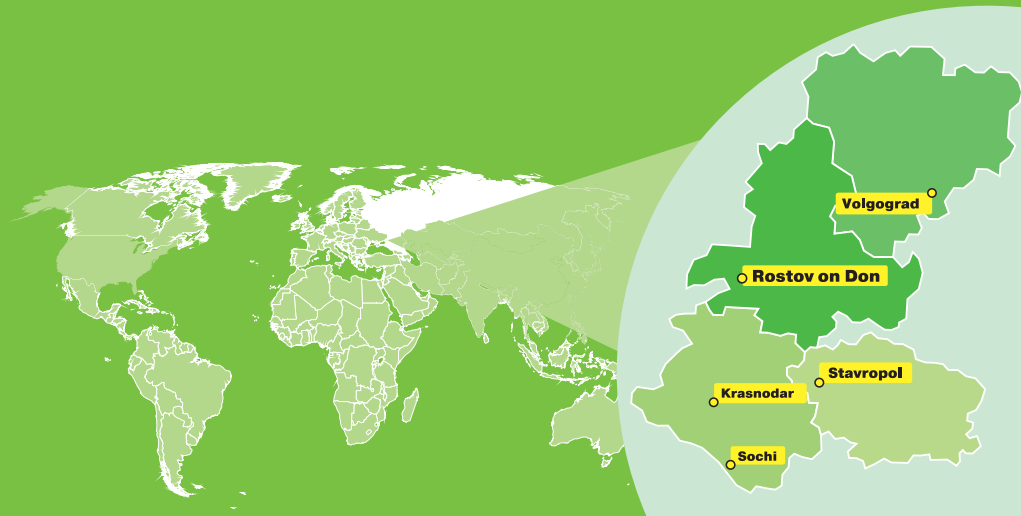 Volgograd
Rostov on Don
Stavropol
Krasnodar
Sochi